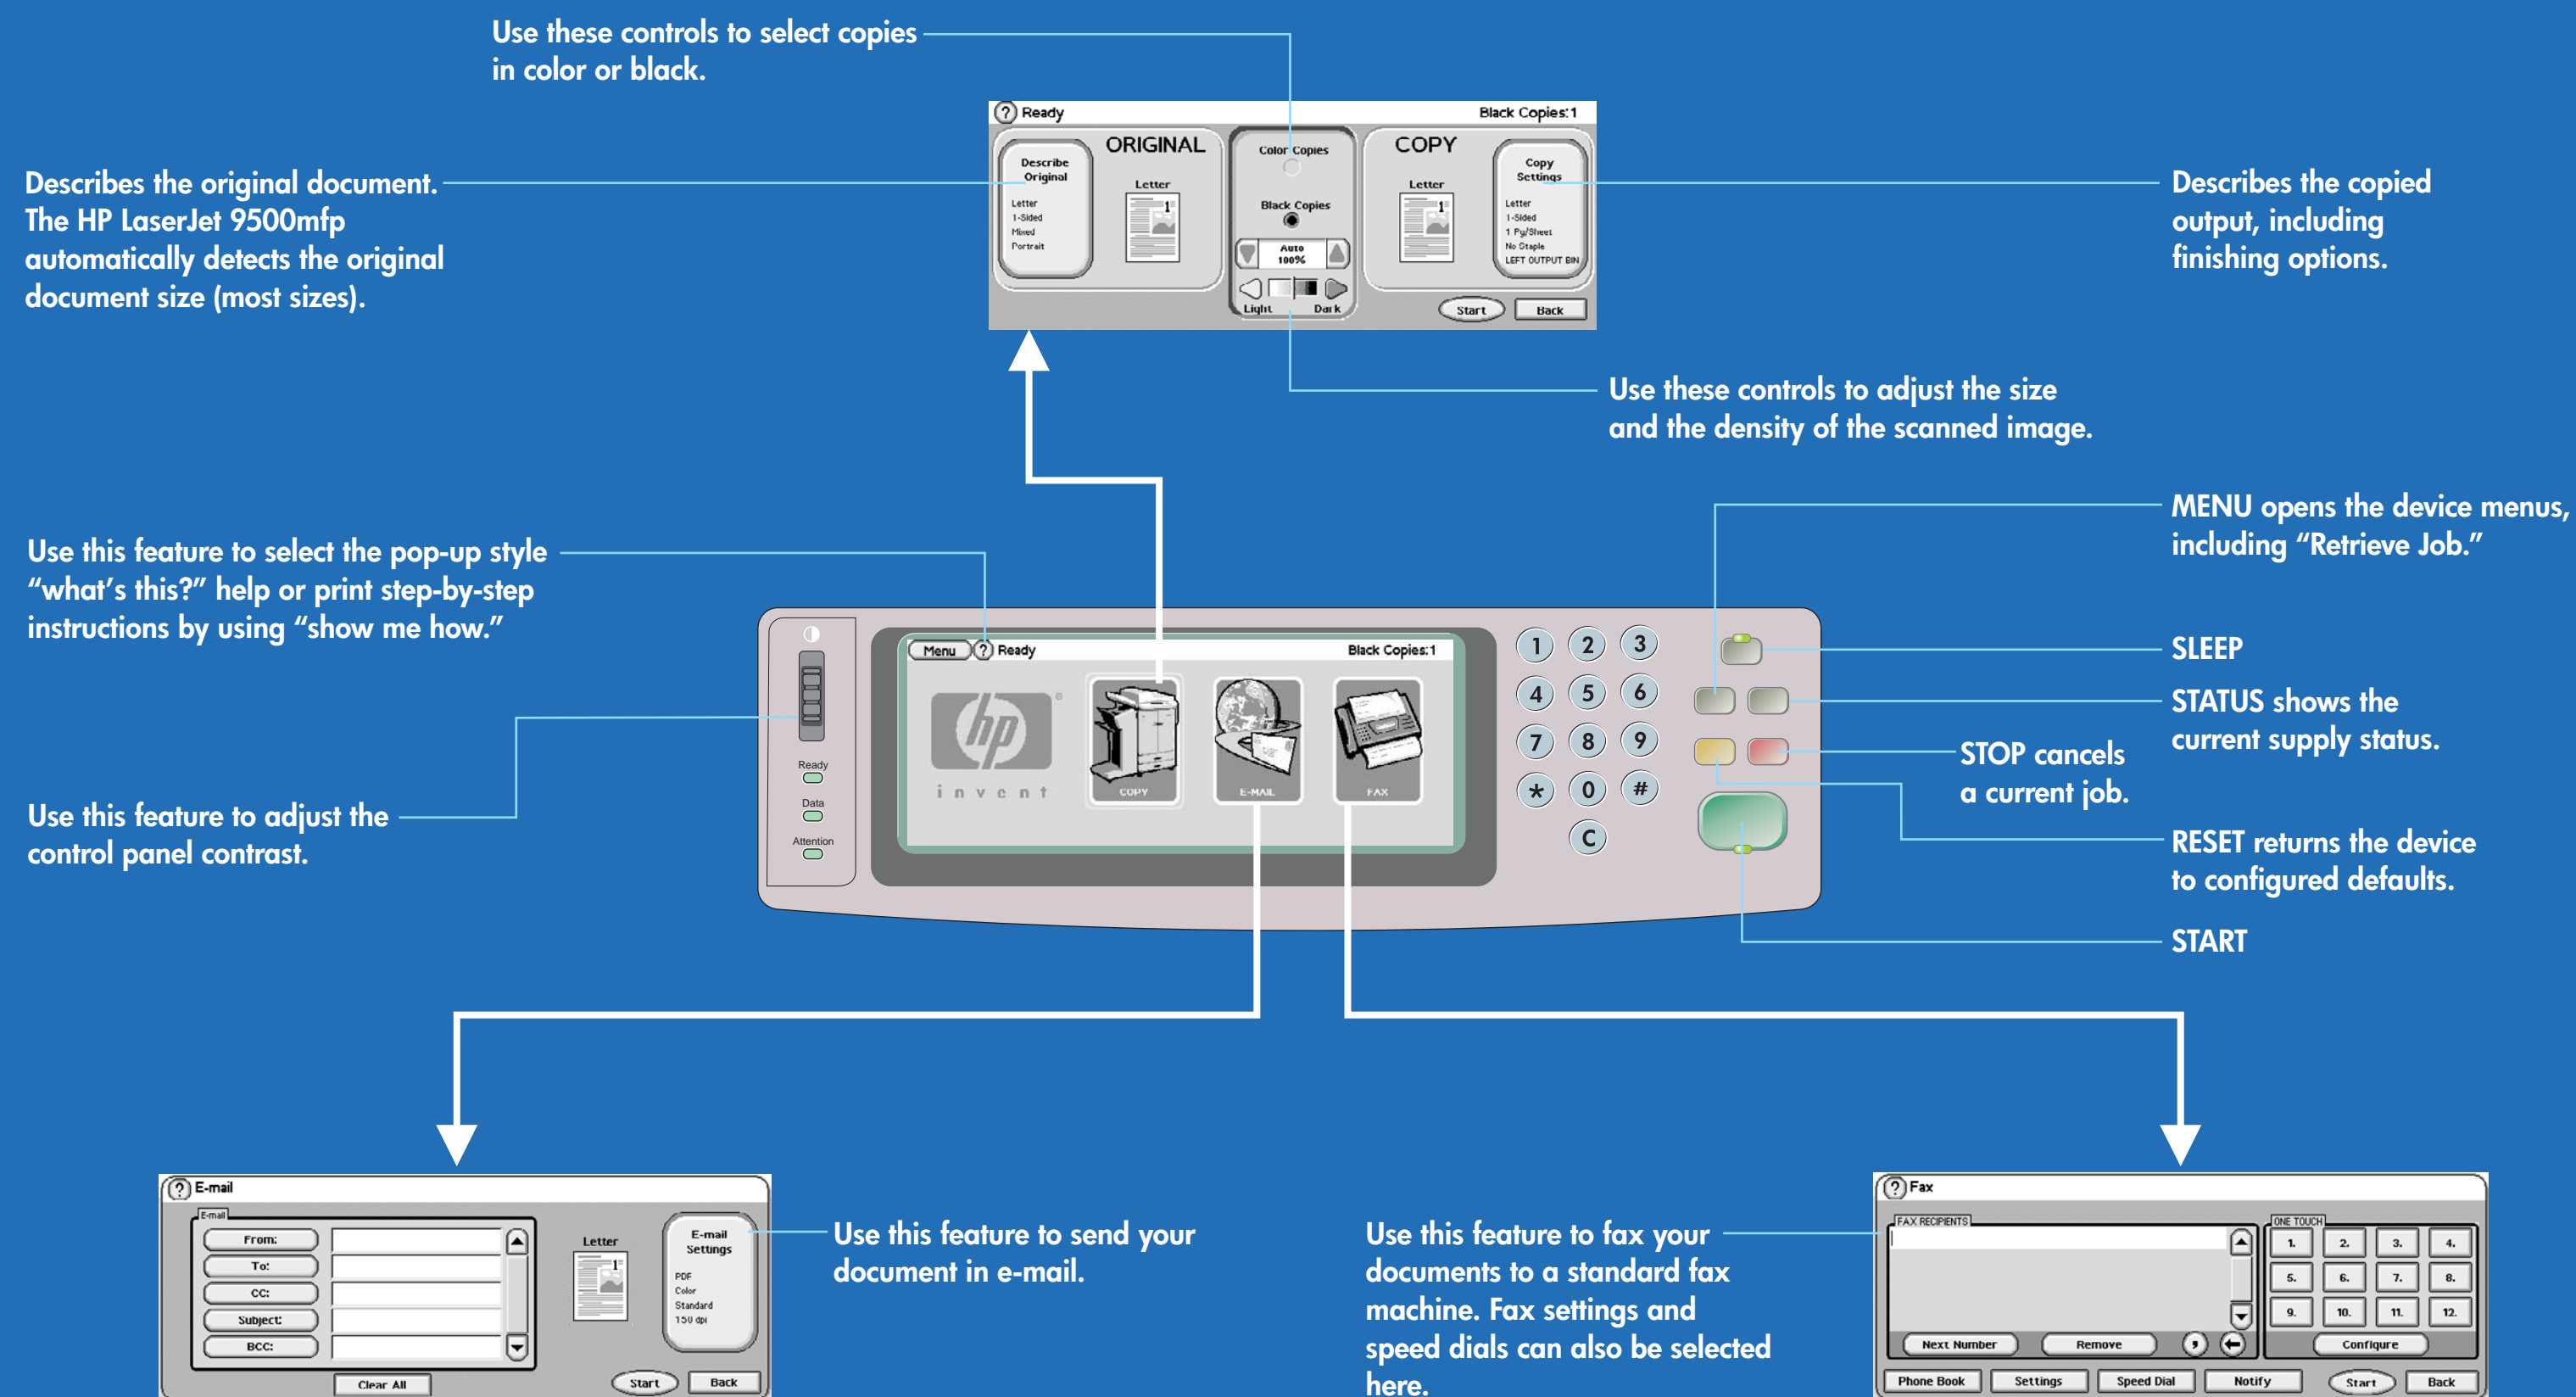 Use these controls to select copies
in color or black.
? Ready
Black Copies:1
Describe
Original
Letter
1-Sided
Mixed
Portrait
ORIGINAL
Letter
1
Color Copies
Black Copies
Auto
100%
Light
Dark
COPY
Letter
1
Copy
Settings
Letter
1-Sided
1 Pg/Sheet
No Staple
LEFT OUTPUT BIN
Start
Back
Describes the original document.
The HP LaserJet 9500mfp
automatically detects the original
document size (most sizes).
Describes the copied
output, including
finishing options.
Use these controls to adjust the size
and the density of the scanned image.
Use this feature to select the pop-up style
“what’s this?” help or print step-by-step
instructions by using “show me how.”
Use this feature to adjust the
control panel contrast.
Ready
Data
Attention
Menu ? Ready
Black Copies:1
hp®
invent
COPY
E-MAIL
FAX
1 2 3
4 5 6
7 8 9
* 0 #
C
MENU opens the device menus,
including “Retrieve Job.”
SLEEP
STATUS shows the
current supply status.
STOP cancels
a current job.
RESET returns the device
to configured defaults.
START
? E-mail
E-mail
From:
To:
CC:
Subject:
BCC:
Clear All
Letter
1
E-mail
Settings
PDF
Color
Standard
150 dpi
Start
Back
Use this feature to send your
document in e-mail.
Use this feature to fax your
documents to a standard fax
machine. Fax settings and
speed dials can also be selected
here.
? Fax
FAX RECIPIENTS
Next Number
Remove
,
ONE TOUCH
1. 2. 3. 4.
5. 6. 7. 8.
9. 10. 11. 12.
Configure
Phone Book
Settings
Speed Dial
Notify
Start
Back